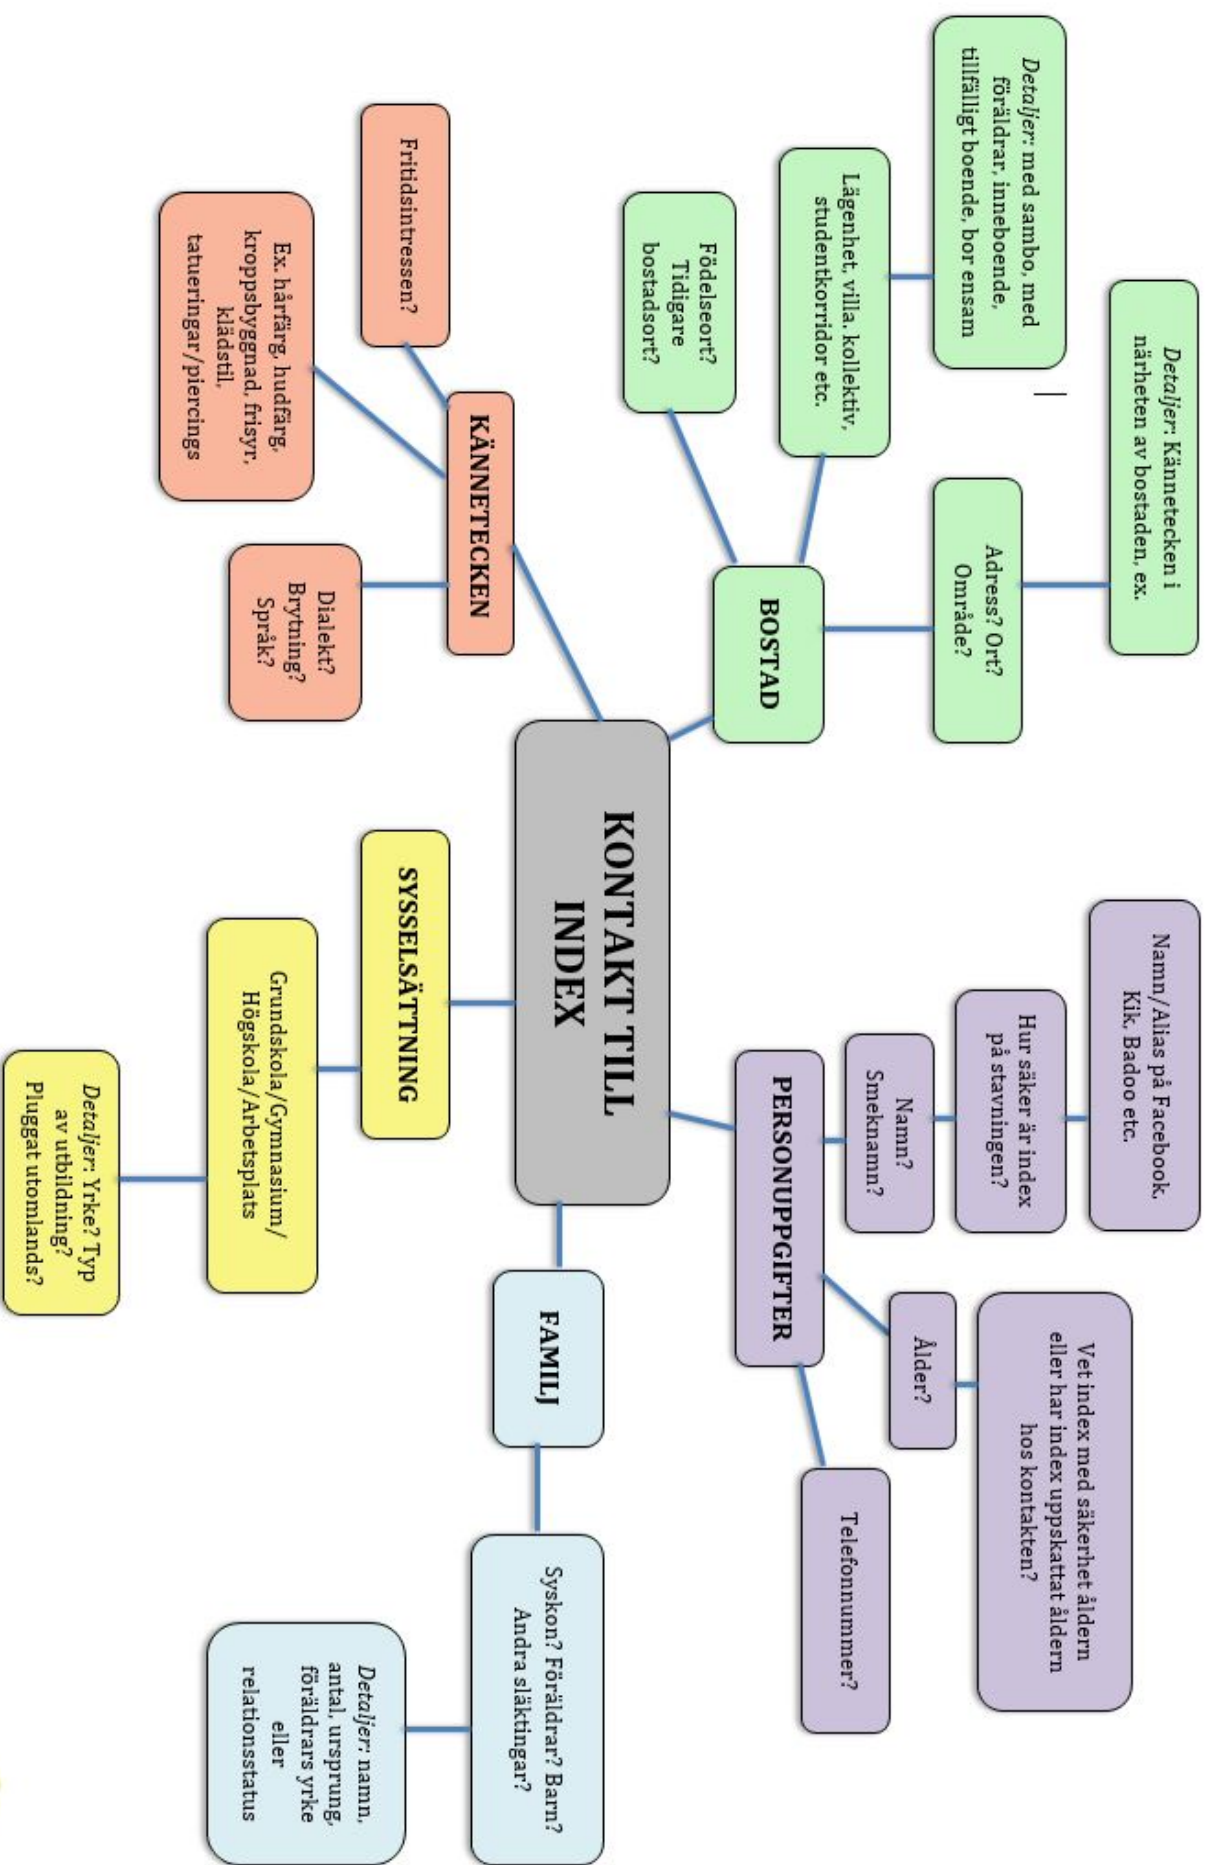 KONTAKT TILL
INDEX
BOSTAD
Adress? Ort?
Område?
Detaljer: Kännetecken i
närheten av bostaden, ex.
Lägenhet, villa. kollektiv,
studentkorridor etc.
Detaljer: med sambo, med
föräldrar, inneboende,
tillfälligt boende, bor ensam
Födelseort?
Tidigare
bostadsort?
PERSONUPPGIFTER
Namn?
Smeknamn?
Hur säker är index
på stavningen?
Namn/Alias på Facebook,
Kik, Badoo etc.
Ålder?
Vet index med säkerhet åldern
eller har index uppskattat åldern
hos kontakten?
Telefonnummer?
KÄNNETECKEN
Fritidsintressen?
Ex. hårfärg, hudfärg,
kroppsbyggnad, frisyr,
klädstil,
tatueringar/piercings
Dialekt?
Brytning?
Språk?
SYSSELSÄTTNING
Grundskola/Gymnasium/
Högskola/Arbetsplats
Detaljer: Yrke? Typ
av utbildning?
Pluggat utomlands?
FAMILJ
Syskon? Föräldrar? Barn?
Andra släktingar?
Detaljer: namn,
antal, ursprung,
föräldrars yrke
eller
relationsstatus